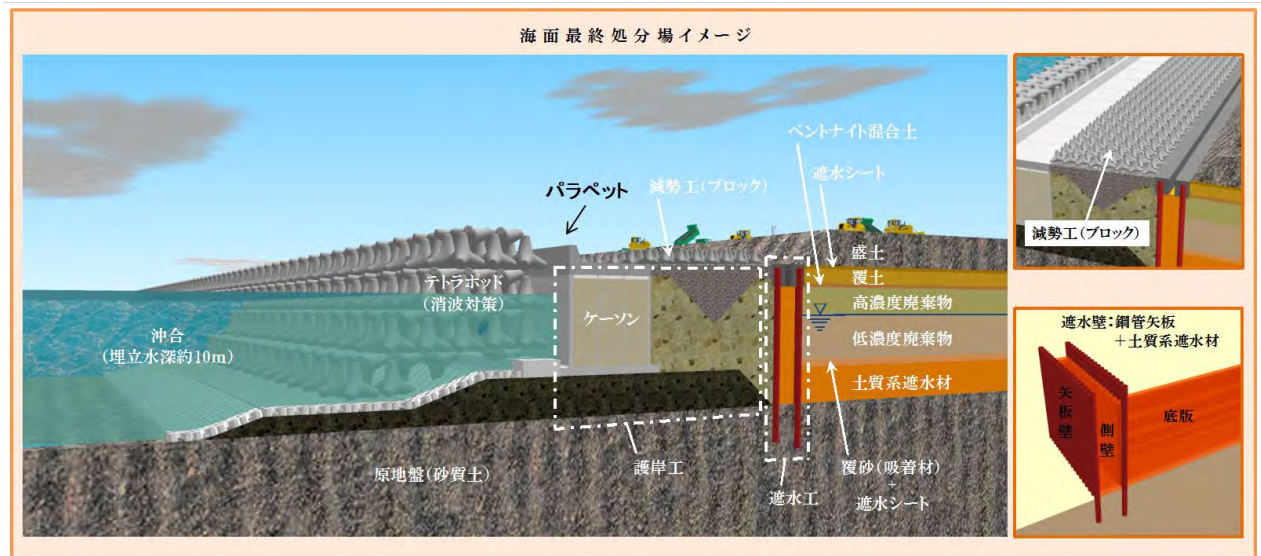 海面最終処分場イメージ
ベントナイト混合土
遮水シート
パラペット
減勢工(ブロック)
盛土
覆土
テトラポッド
(消波対策)
ケーソン
高濃度廃棄物
沖合
(埋立水深約10m)
低濃度廃棄物
土質系遮水材
原地盤(砂質土)
護岸工
遮水工
覆砂(吸着材)
+
遮水シート
減勢工(ブロック)
遮水壁:鋼管矢板
+土質系遮水材
矢板壁
側壁
底版